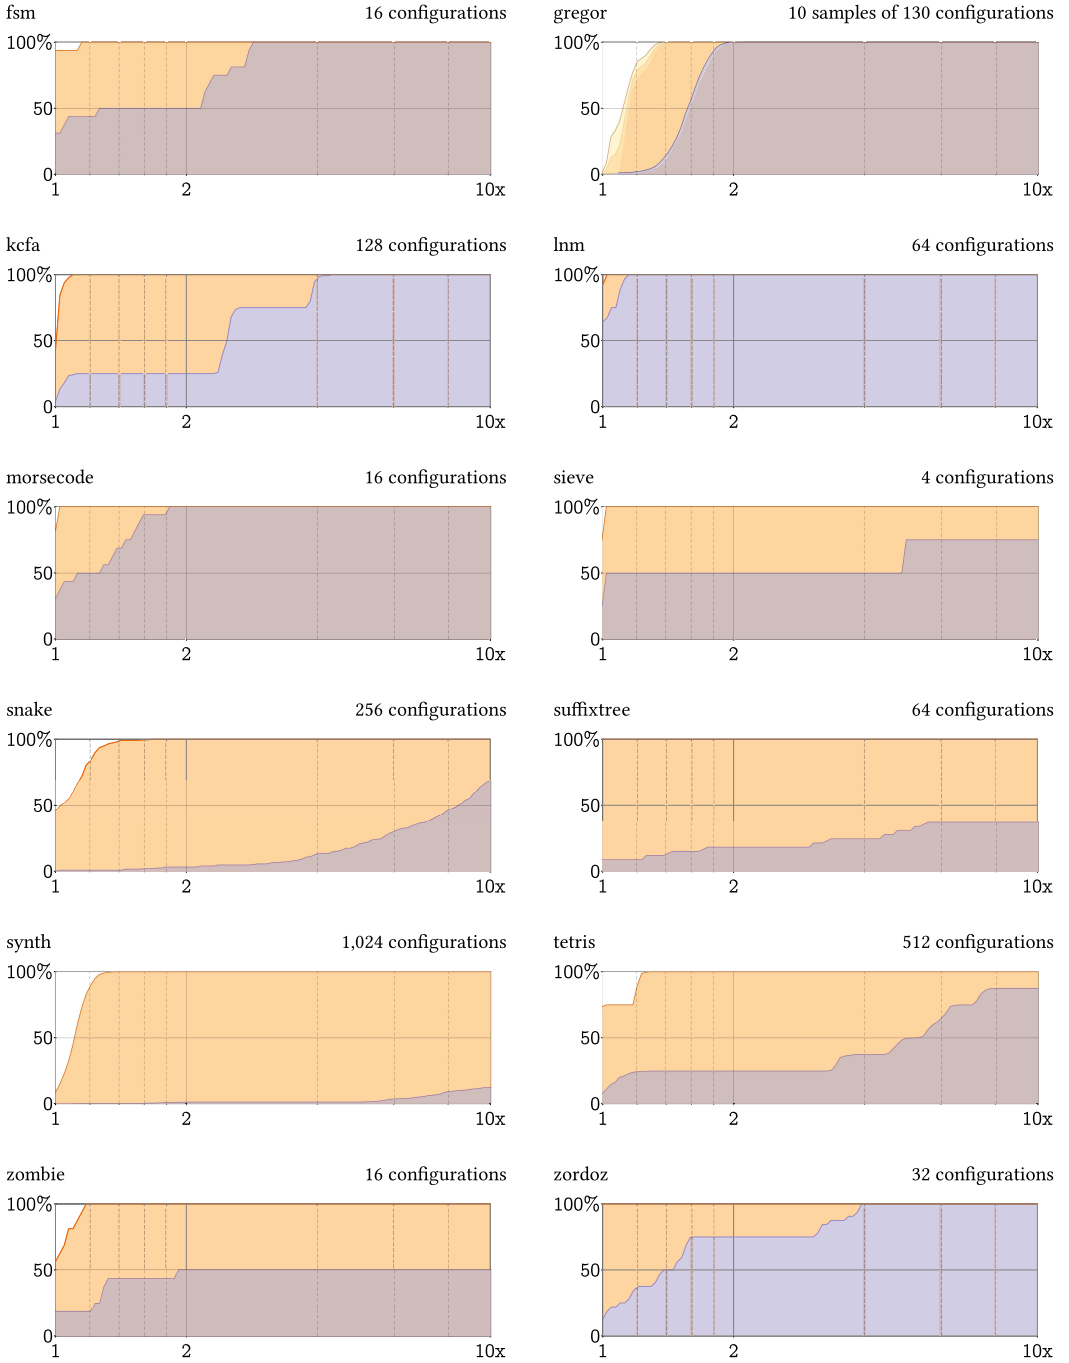 fsm 16 configurations gregor 10 samples of 130 configurations
100% 100%
50 50
0 0
1 2 10x 1 2 10x
kcfa 128 configurations lnm 64 configurations
100% 100%
50 50
0 0
1 2 10x 1 2 10x
morsecode 16 configurations sieve 4 configurations
100% 100%
50 50
0 0
1 2 10x 1 2 10x
snake 256 configurations suffixtree 64 configurations
100% 100%
50 50
0 0
1 2 10x 1 2 10x
synth 1,024 configurations tetris 512 configurations
100% 100%
50 50
0 0
1 2 10x 1 2 10x
zombie 16 configurations zordoz 32 configurations
100% 100%
50 50
0 0
1 2 10x 1 2 10x